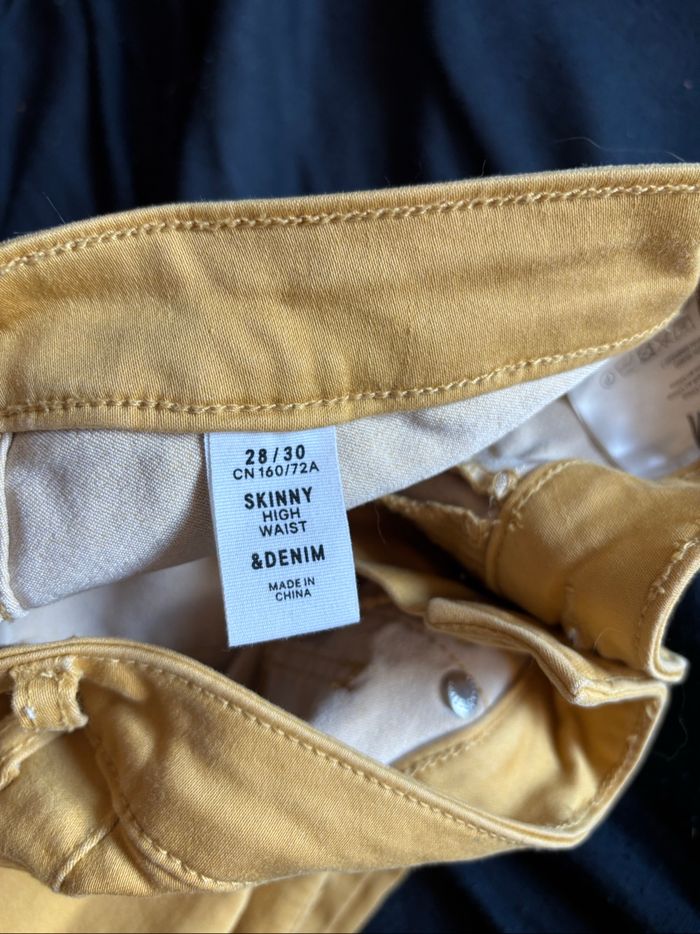 28/30
CN 160/72A
SKINNY
HIGH
WAIST
&DENIM
MADE IN
CHINA